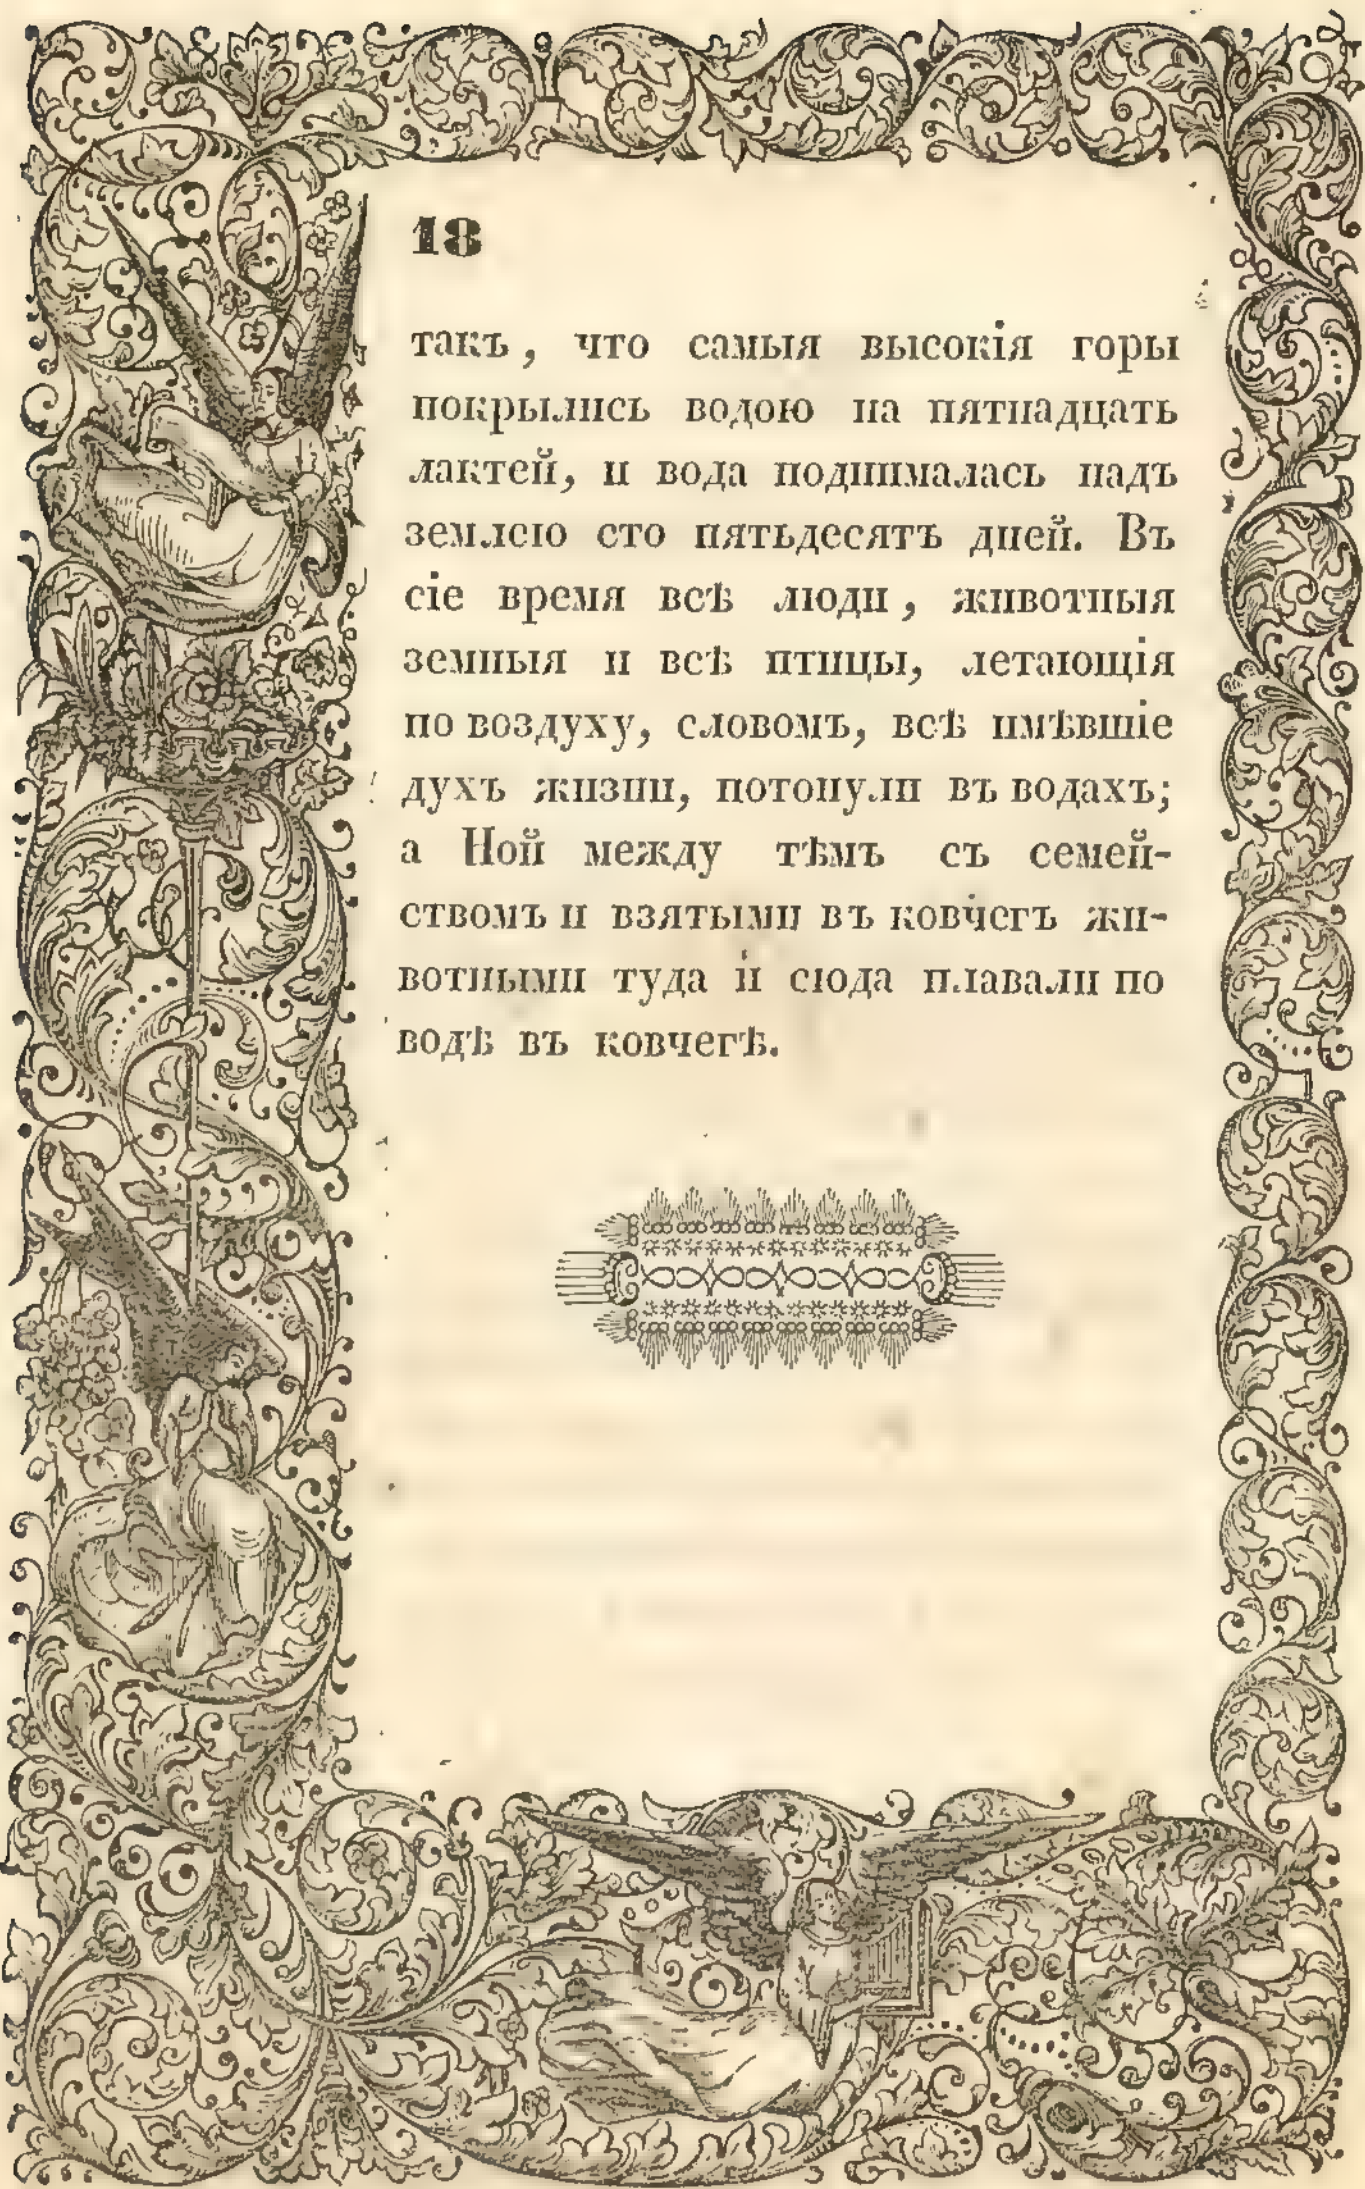 18
такъ, что самыя высокія горы
покрылись водою на пятнадцать
лактей, и вода поднималась надъ
землею сто пятьдесятъ дней. Въ
сіе время всѣ люди, животныя
земныя и всѣ птицы, летающія
по воздуху, словомъ, всѣ имѣвшіе
духъ жизни, потонули въ водахъ;
а Ной между тѣмъ съ семей-
ствомъ и взятыми въ ковчегъ жи-
вотными туда и сюда плавали по
водѣ въ ковчегѣ.